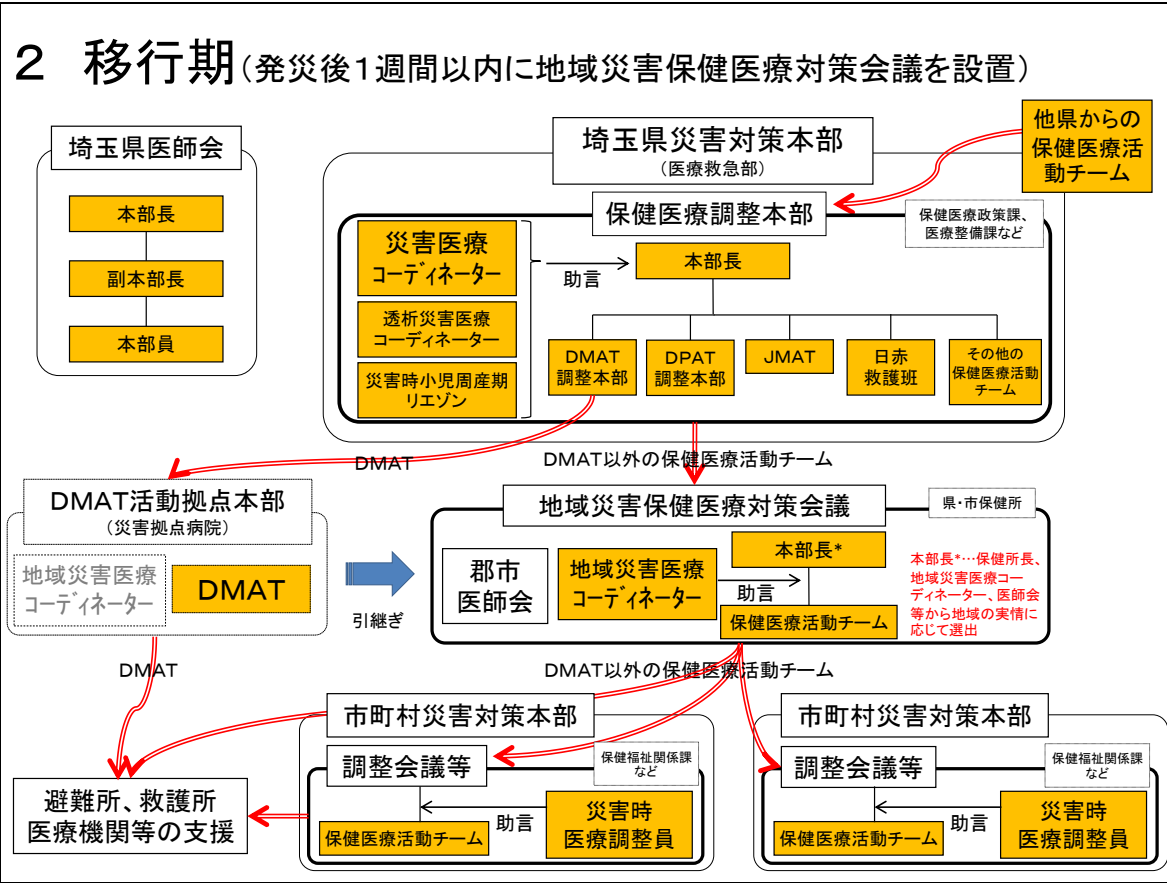 ２　移行期(発災後１週間以内に地域災害保健医療対策会議を設置)
埼玉県医師会
本部長
副本部長
本部員
埼玉県災害対策本部
(医療救急部)
他県からの
保健医療活
動チーム
保健医療調整本部
保健医療政策課、
医療整備課など
災害医療
コーディネーター
透析災害医療
コーディネーター
災害時小児周産期
リエゾン
助言
本部長
DMAT
調整本部
DPAT
調整本部
JMAT
日赤
救護班
その他の
保健医療活動
チーム
DMAT
DMAT以外の保健医療活動チーム
DMAT活動拠点本部
(災害拠点病院)
地域災害医療
コーディネーター
DMAT
引継ぎ
地域災害保健医療対策会議
県・市保健所
郡市
医師会
地域災害医療
コーディネーター
助言
本部長*
保健医療活動チーム
本部長*…保健所長、
地域災害医療コー
ディネーター、医師会
等から地域の実情に
応じて選出
DMAT
DMAT以外の保健医療活動チーム
市町村災害対策本部
調整会議等
保健福祉関係課
など
助言
保健医療活動チーム
災害時
医療調整員
市町村災害対策本部
調整会議等
保健福祉関係課
など
助言
保健医療活動チーム
災害時
医療調整員
避難所、救護所
医療機関等の支援